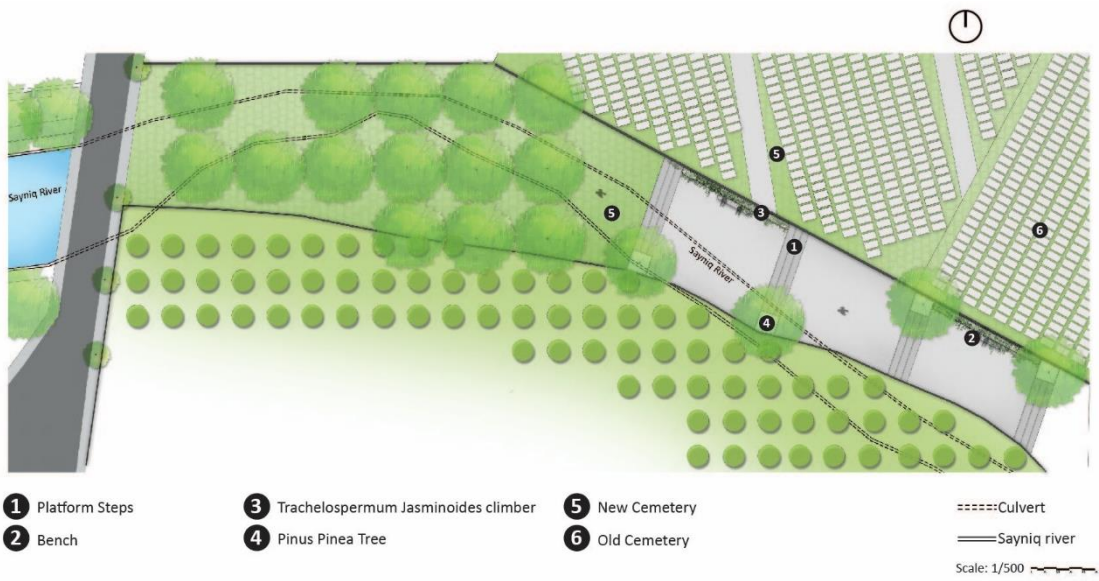 Sayniq River
5
5
3
1
6
Sayniq River
4
2
1 Platform Steps
2 Bench
3 Trachelospermum Jasminoides climber
4 Pinus Pinea Tree
5 New Cemetery
6 Old Cemetery
Culvert
Sayniq river
Scale: 1/500